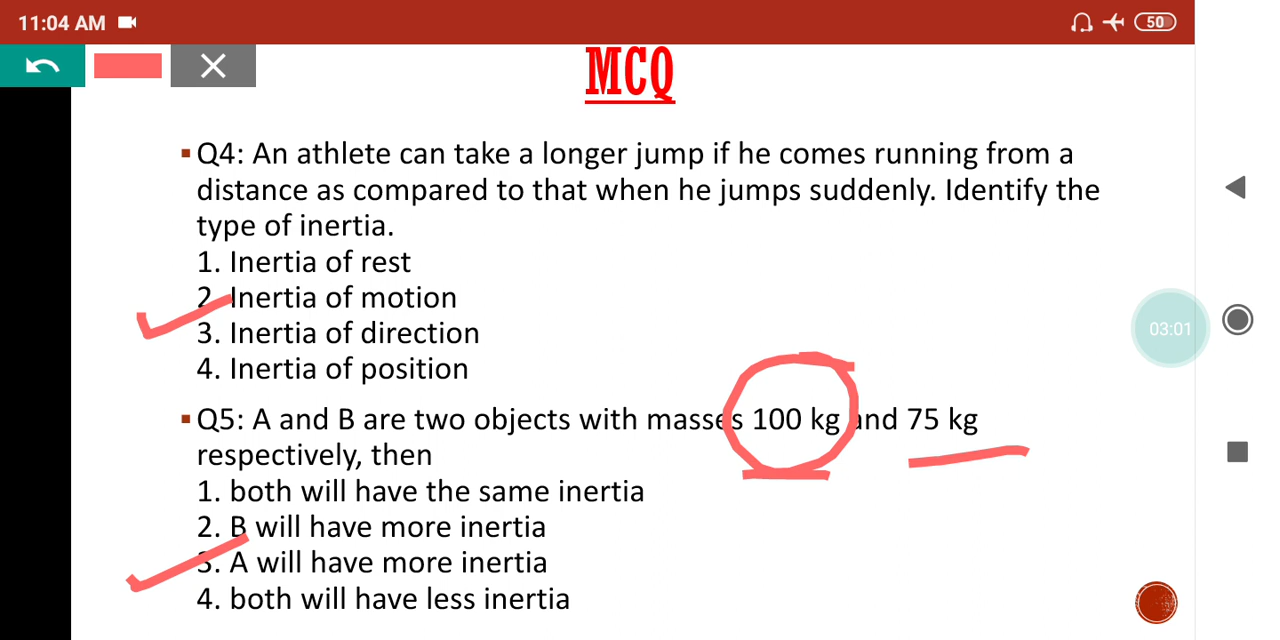 11:04 AM
50
MCQ
Q4: An athlete can take a longer jump if he comes running from a
distance as compared to that when he jumps suddenly. Identify the
type of inertia.
1. Inertia of rest
2. Inertia of motion
3. Inertia of direction
4. Inertia of position
03:01
Q5: A and B are two objects with masses 100 kg and 75 kg
respectively, then
1. both will have the same inertia
2. B will have more inertia
3. A will have more inertia
4. both will have less inertia